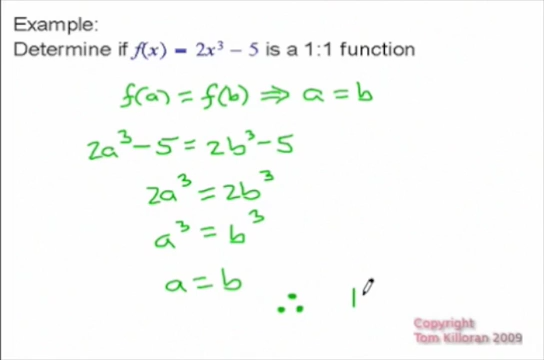 Example:
Determine if f(x) = 2x³ – 5 is a 1:1 function
f(a) = f(b) ⇒ a = b
2a³ – 5 = 2b³ – 5
2a³ = 2b³
a³ = b³
a = b
∴ 1
Copyright
Tom Killoran 2009